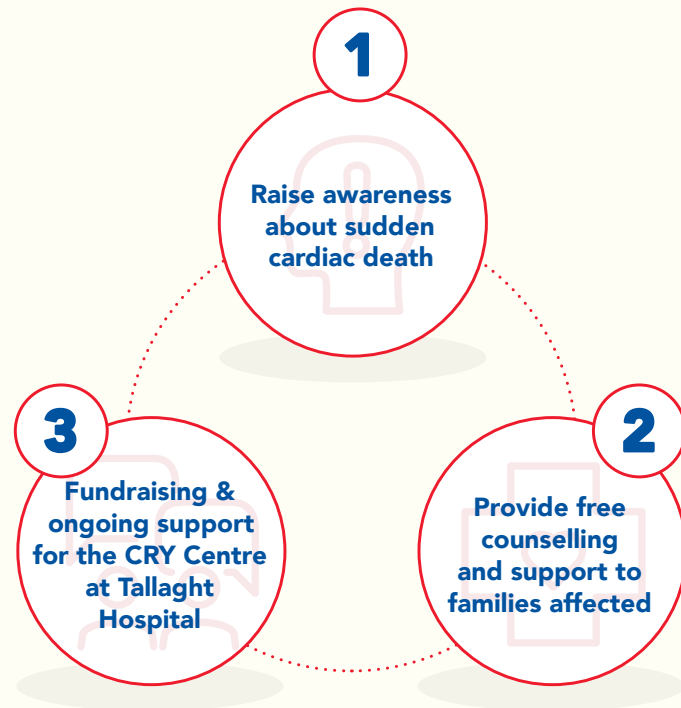 1
Raise awareness
about sudden
cardiac death
2
Provide free
counselling
and support to
families affected
3
Fundraising &
ongoing support
for the CRY Centre
at Tallaght
Hospital